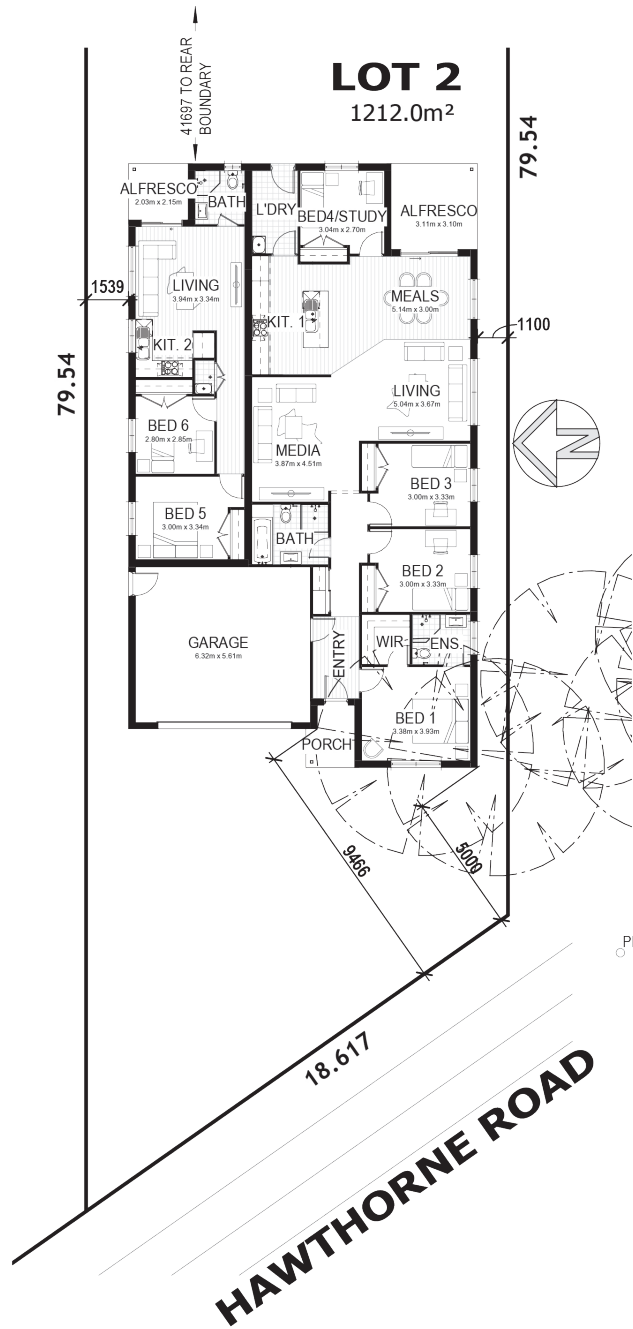 LOT 2
1212.0m²
41697 TO REAR
BOUNDARY
79.54
ALFRESCO
2.03m x 2.15m
BATH
L'DRY
BED4/STUDY
3.04m x 2.70m
ALFRESCO
3.11m x 3.10m
1539
LIVING
3.94m x 3.34m
MEALS
5.14m x 3.00m
KIT. 1
1100
KIT. 2
79.54
LIVING
5.04m x 3.67m
BED 6
2.80m x 2.85m
MEDIA
3.87m x 4.51m
N
BED 3
3.00m x 3.33m
BED 5
3.00m x 3.34m
BATH
BED 2
3.00m x 3.33m
GARAGE
6.32m x 5.61m
ENTRY
WIR
ENS.
BED 1
3.38m x 3.93m
PORCH
9466
5009
18.617
HAWTHORNE ROAD